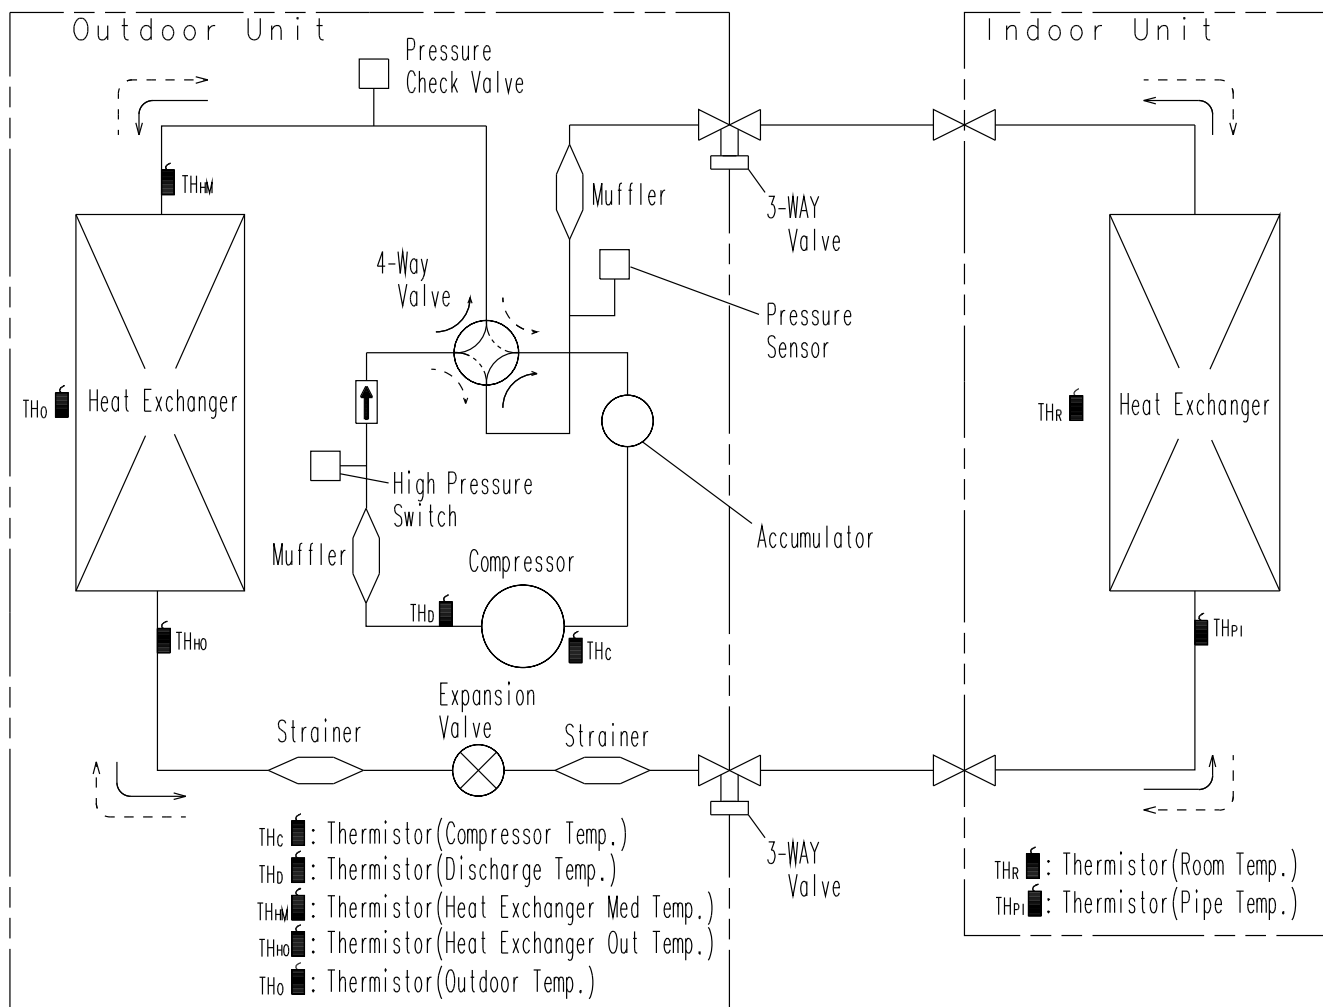 Outdoor Unit
Indoor Unit
Pressure
Check Valve
THHM
Muffler
3-WAY
Valve
4-Way
Valve
Pressure
Sensor
THO
Heat Exchanger
THR
Heat Exchanger
High Pressure
Switch
Accumulator
Muffler
Compressor
THD
THHO
THC
THPI
Expansion
Valve
Strainer
Strainer
3-WAY
Valve
THC : Thermistor(Compressor Temp.)
THD : Thermistor(Discharge Temp.)
THHM : Thermistor(Heat Exchanger Med Temp.)
THHO : Thermistor(Heat Exchanger Out Temp.)
THO : Thermistor(Outdoor Temp.)
THR : Thermistor(Room Temp.)
THPI : Thermistor(Pipe Temp.)